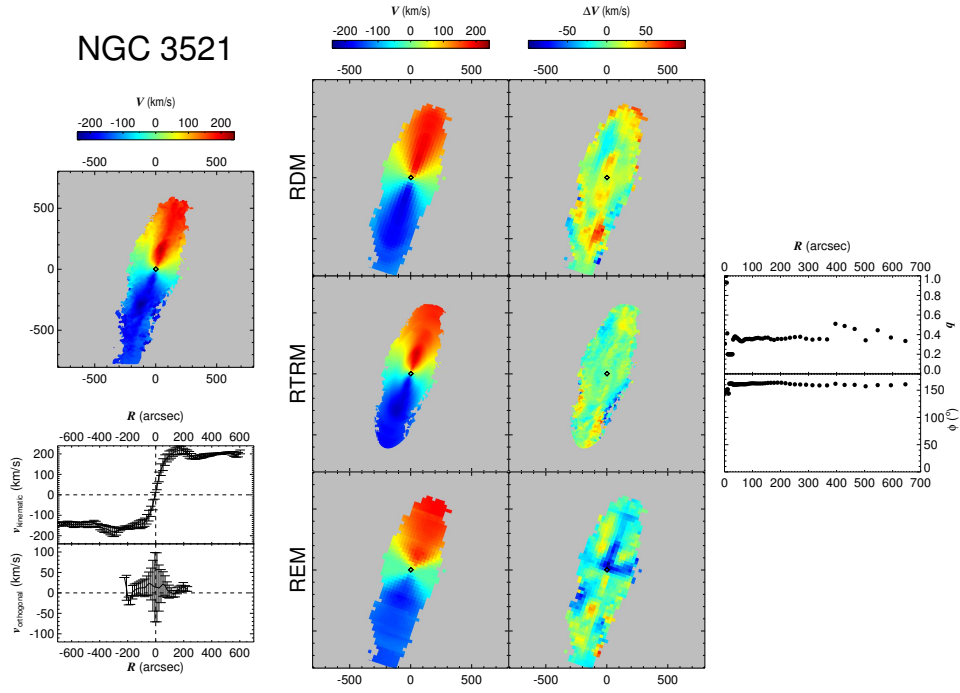 NGC 3521
V (km/s)
-200 -100 0 100 200
-500 0 500
500
0
-500
-500 0 500
R (arcsec)
-600 -400 -200 0 200 400 600
200
100
0
-100
-200
vkinematic (km/s)
100
50
0
-50
-100
vorthogonal (km/s)
-600 -400 -200 0 200 400 600
R (arcsec)
V (km/s)
-200 -100 0 100 200
-500 0 500
ΔV (km/s)
-50 0 50
-500 0 500
RDM
RTRM
REM
-500 0 500
-500 0 500
R (arcsec)
0 100 200 300 400 500 600 700
1.0
0.8
0.6
0.4
0.2
0.0
q
150
100
50
0
ϕ (°)
0 100 200 300 400 500 600 700